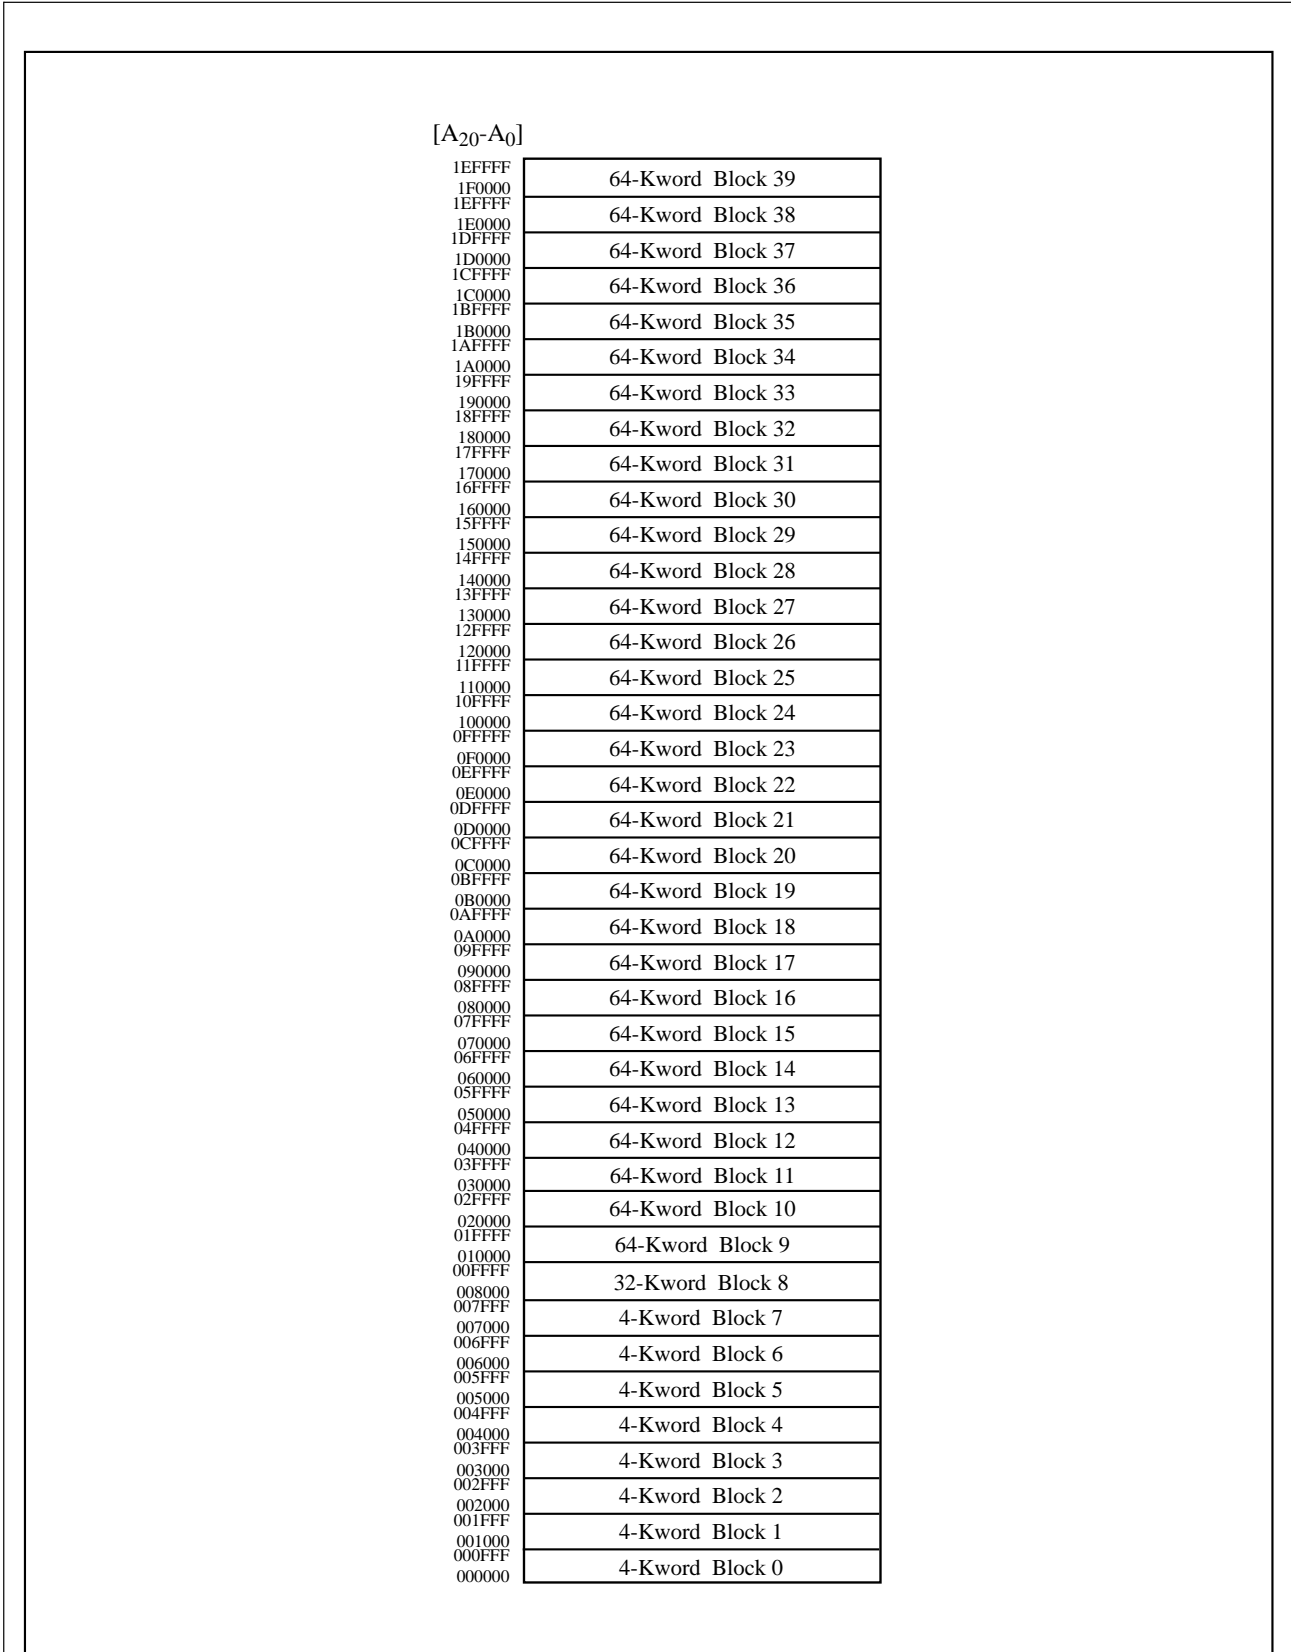 [A20-A0]
1EFFFF
64-Kword Block 39
1F0000
1EFFFF
64-Kword Block 38
1E0000
1DFFFF
64-Kword Block 37
1D0000
1CFFFF
64-Kword Block 36
1C0000
1BFFFF
64-Kword Block 35
1B0000
1AFFFF
64-Kword Block 34
1A0000
19FFFF
64-Kword Block 33
190000
18FFFF
64-Kword Block 32
180000
17FFFF
64-Kword Block 31
170000
16FFFF
64-Kword Block 30
160000
15FFFF
64-Kword Block 29
150000
14FFFF
64-Kword Block 28
140000
13FFFF
64-Kword Block 27
130000
12FFFF
64-Kword Block 26
120000
11FFFF
64-Kword Block 25
110000
10FFFF
64-Kword Block 24
100000
0FFFFF
64-Kword Block 23
0F0000
0EFFFF
64-Kword Block 22
0E0000
0DFFFF
64-Kword Block 21
0D0000
0CFFFF
64-Kword Block 20
0C0000
0BFFFF
64-Kword Block 19
0B0000
0AFFFF
64-Kword Block 18
0A0000
09FFFF
64-Kword Block 17
090000
08FFFF
64-Kword Block 16
080000
07FFFF
64-Kword Block 15
070000
06FFFF
64-Kword Block 14
060000
05FFFF
64-Kword Block 13
050000
04FFFF
64-Kword Block 12
040000
03FFFF
64-Kword Block 11
030000
02FFFF
64-Kword Block 10
020000
01FFFF
64-Kword Block 9
010000
00FFFF
32-Kword Block 8
008000
007FFF
4-Kword Block 7
007000
006FFF
4-Kword Block 6
006000
005FFF
4-Kword Block 5
005000
004FFF
4-Kword Block 4
004000
003FFF
4-Kword Block 3
003000
002FFF
4-Kword Block 2
002000
001FFF
4-Kword Block 1
001000
000FFF
4-Kword Block 0
000000